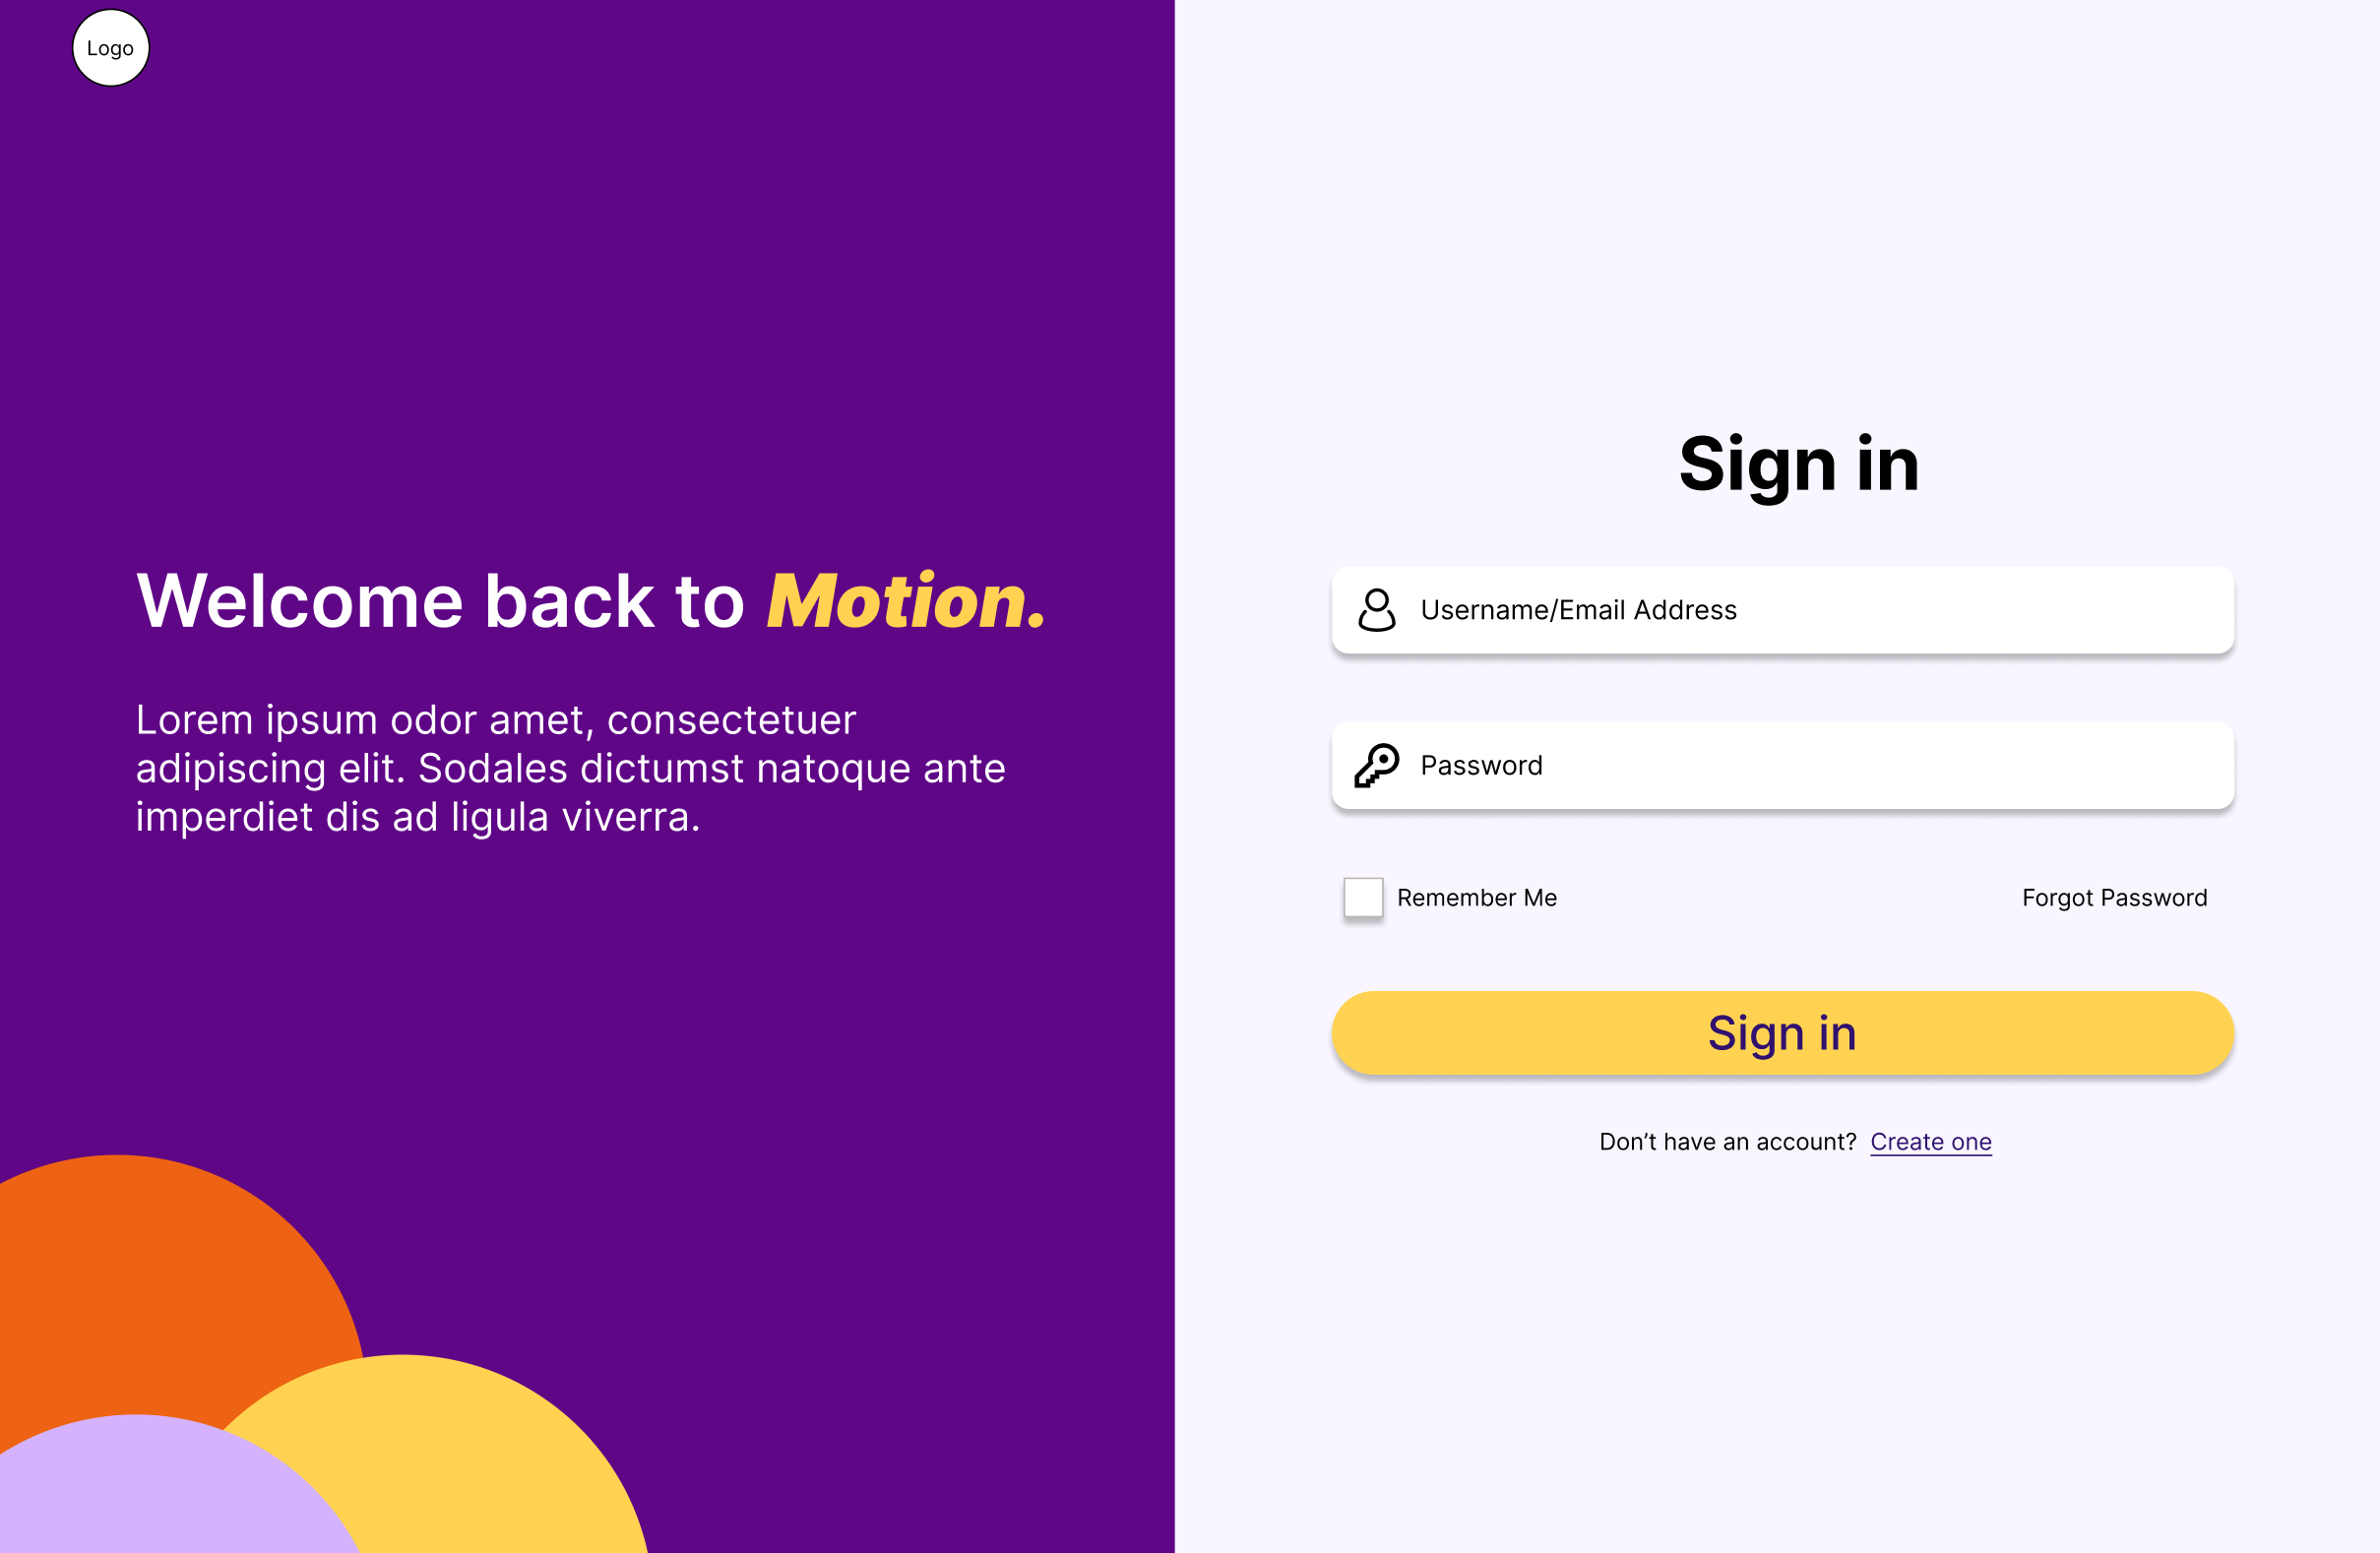 Logo
Welcome back to Motion.
Lorem ipsum odor amet, consectetuer
adipiscing elit. Sodales dictumst natoque ante
imperdiet dis ad ligula viverra.
Sign in
Username/Email Address
Password
Remember Me
Forgot Password
Sign in
Don’t have an account? Create one